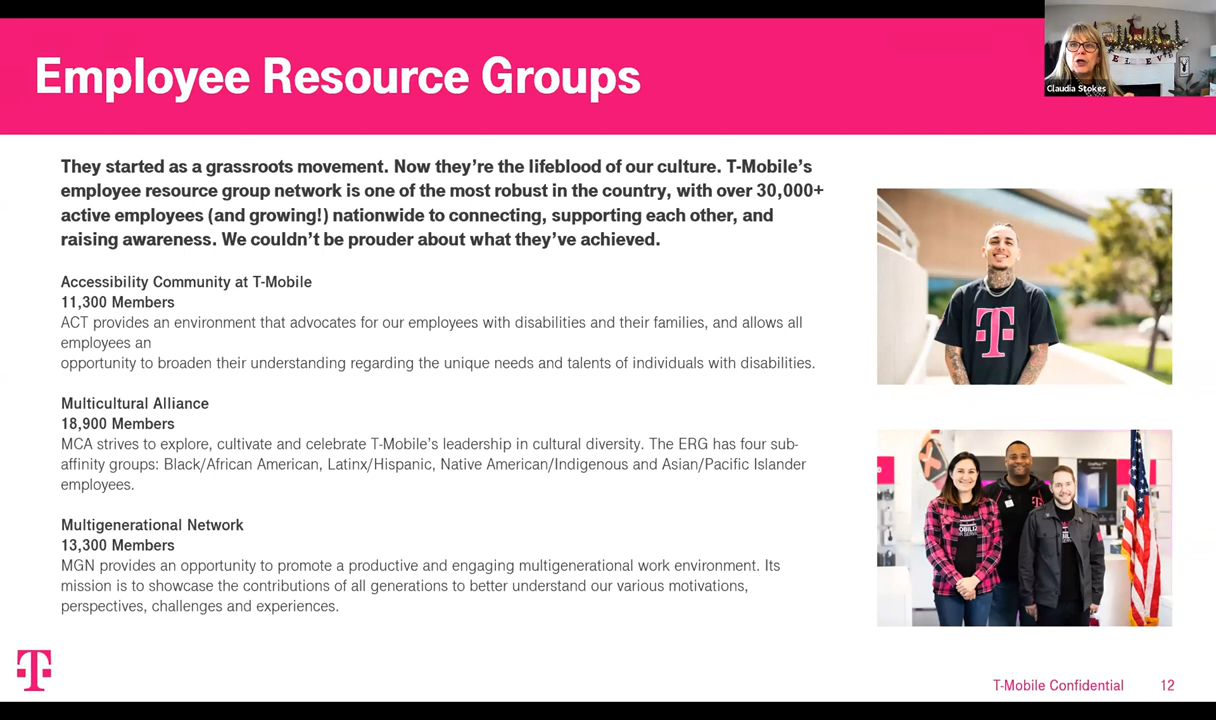 Employee Resource Groups
Claudia Stokes
They started as a grassroots movement. Now they're the lifeblood of our culture. T-Mobile's
employee resource group network is one of the most robust in the country, with over 30,000+
active employees (and growing!) nationwide to connecting, supporting each other, and
raising awareness. We couldn't be prouder about what they've achieved.
Accessibility Community at T-Mobile
11,300 Members
ACT provides an environment that advocates for our employees with disabilities and their families, and allows all
employees an
opportunity to broaden their understanding regarding the unique needs and talents of individuals with disabilities.
Multicultural Alliance
18,900 Members
MCA strives to explore, cultivate and celebrate T-Mobile's leadership in cultural diversity. The ERG has four sub-
affinity groups: Black/African American, Latinx/Hispanic, Native American/Indigenous and Asian/Pacific Islander
employees.
Multigenerational Network
13,300 Members
MGN provides an opportunity to promote a productive and engaging multigenerational work environment. Its
mission is to showcase the contributions of all generations to better understand our various motivations,
perspectives, challenges and experiences.
T
T
T-Mobile Confidential
12